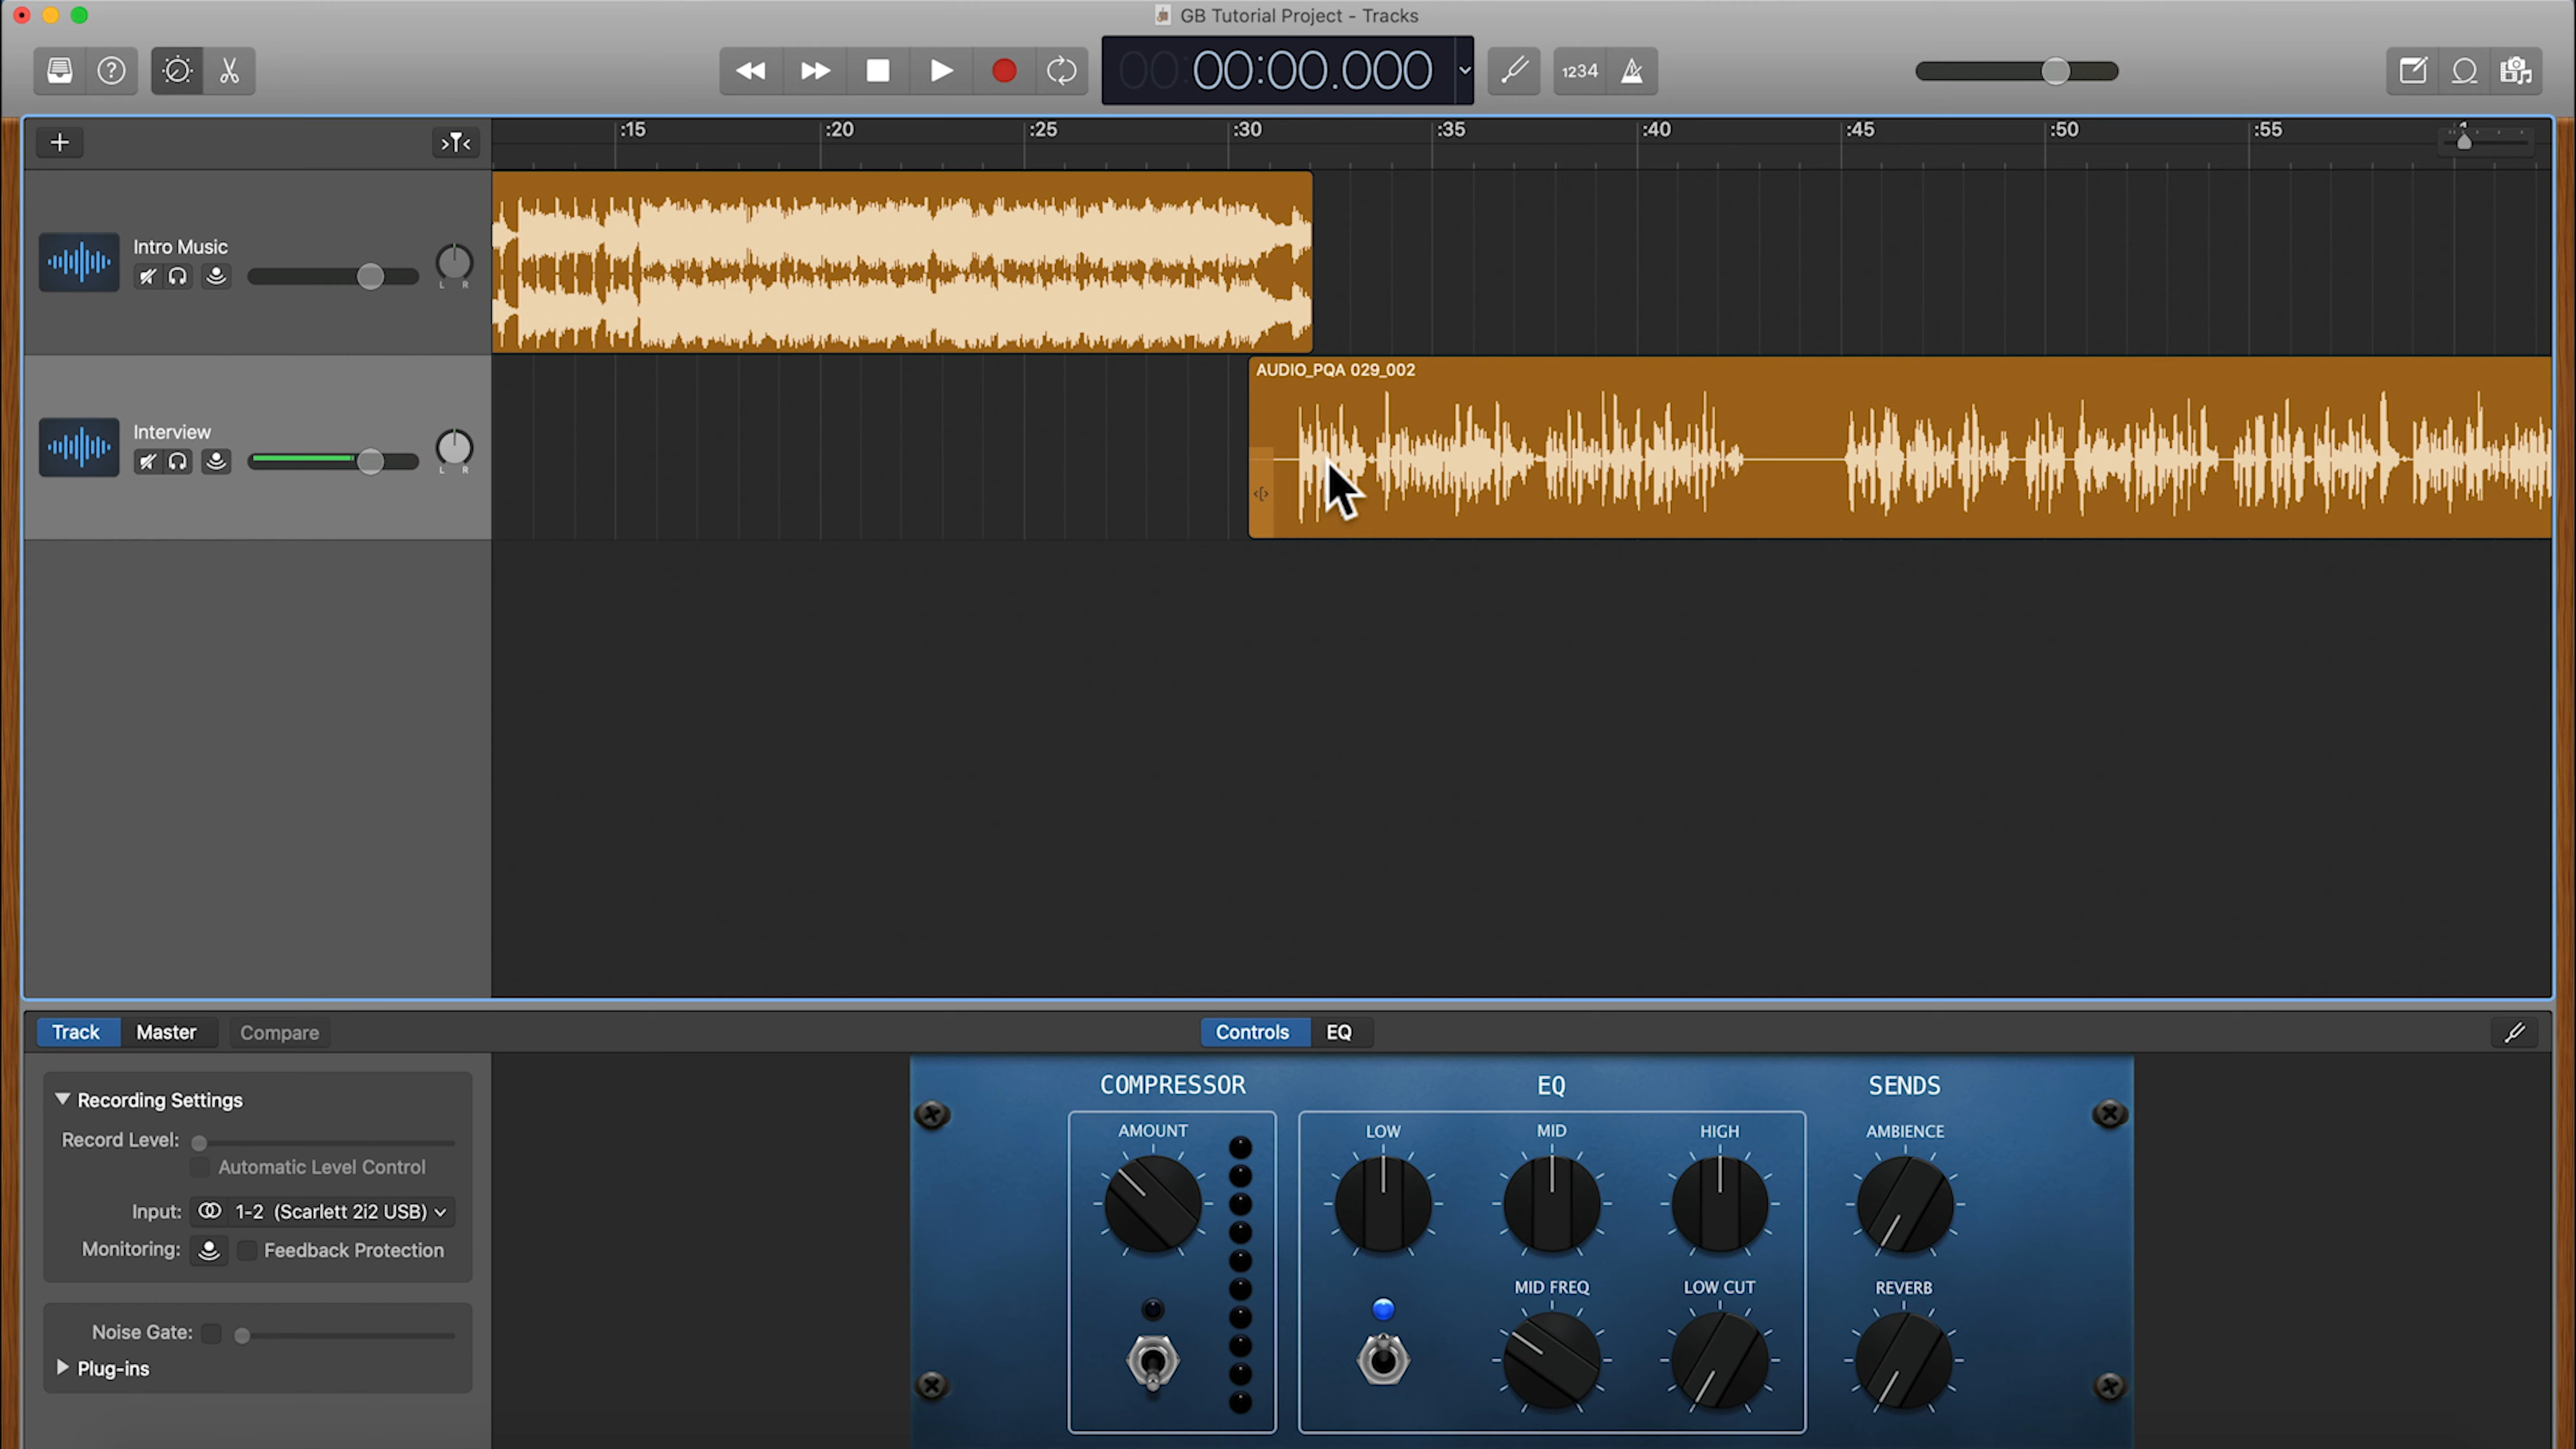 GB Tutorial Project - Tracks
00:00:00.000
1234
:15 :20 :25 :30 :35 :40 :45 :50 :55 1
Intro Music
L R
AUDIO_PQA 029_002
Interview
L R
Track Master Compare
Controls EQ
Recording Settings
Record Level:
Automatic Level Control
Input: 1-2 (Scarlett 2i2 USB)
Monitoring: Feedback Protection
Noise Gate:
Plug-ins
COMPRESSOR EQ SENDS
AMOUNT LOW MID HIGH AMBIENCE
MID FREQ LOW CUT REVERB